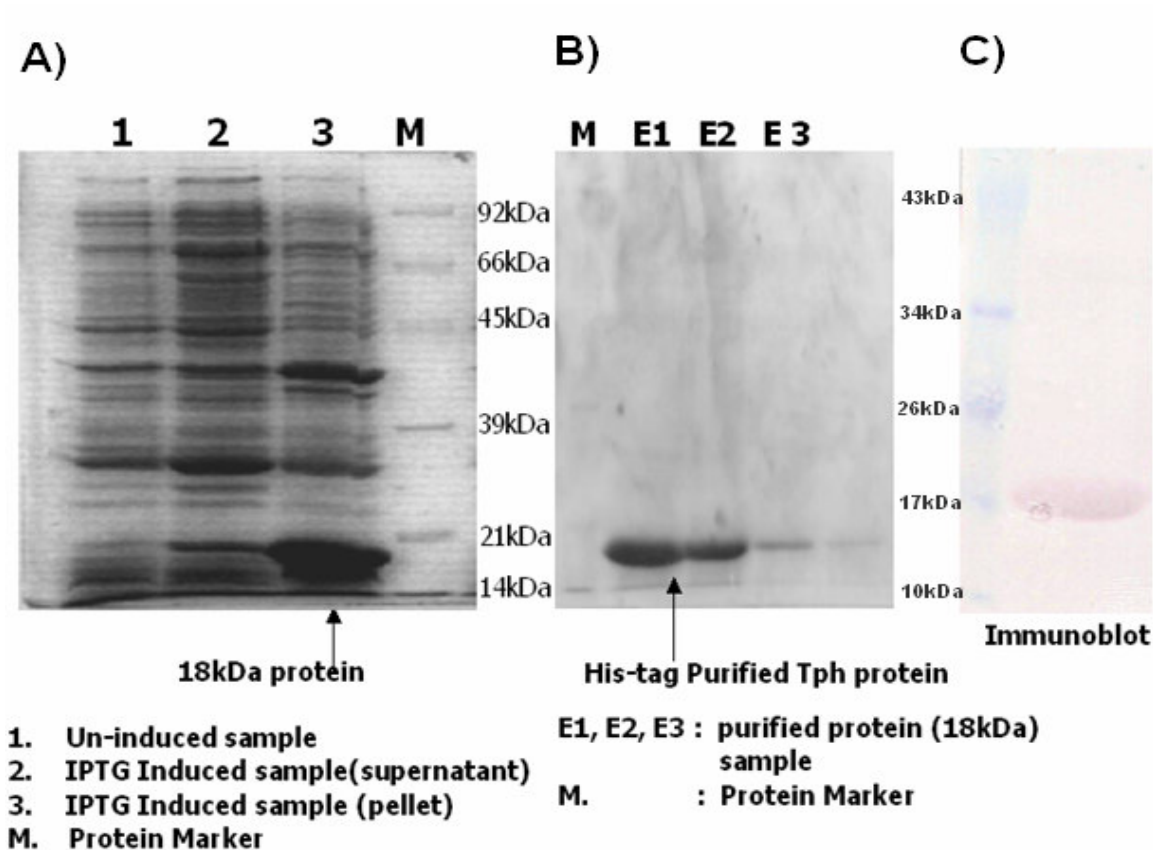 A)
1 2 3 M
92kDa
66kDa
45kDa
39kDa
21kDa
14kDa
18kDa protein
1. Un-induced sample
2. IPTG Induced sample(supernatant)
3. IPTG Induced sample (pellet)
M. Protein Marker
B)
M E1 E2 E 3
His-tag Purified Tph protein
E1, E2, E3 : purified protein (18kDa)
sample
M. : Protein Marker
C)
43kDa
34kDa
26kDa
17kDa
10kDa
Immunoblot